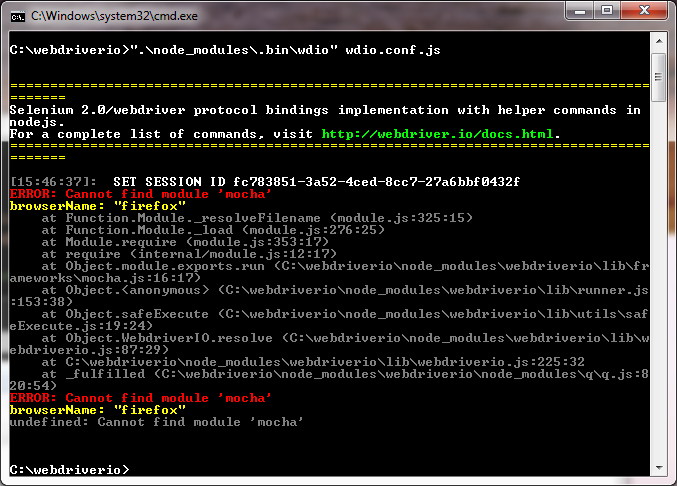 C:\Windows\system32\cmd.exe
C:\webdriverio>".\node_modules\.bin\wdio" wdio.conf.js
================================================================================
=======
Selenium 2.0/webdriver protocol bindings implementation with helper commands in
nodejs.
For a complete list of commands, visit http://webdriver.io/docs.html.
================================================================================
=======
[15:46:37]:  SET SESSION ID fc783851-3a52-4ced-8cc7-27a6bbf0432f
ERROR: Cannot find module 'mocha'
browserName: "firefox"
    at Function.Module._resolveFilename (module.js:325:15)
    at Function.Module._load (module.js:276:25)
    at Module.require (module.js:353:17)
    at require (internal/module.js:12:17)
    at Object.module.exports.run (C:\webdriverio\node_modules\webdriverio\lib\fr
ameworks\mocha.js:16:17)
    at Object.<anonymous> (C:\webdriverio\node_modules\webdriverio\lib\runner.js
:153:38)
    at Object.safeExecute (C:\webdriverio\node_modules\webdriverio\lib\utils\saf
eExecute.js:19:24)
    at Object.WebdriverIO.resolve (C:\webdriverio\node_modules\webdriverio\lib\w
ebdriverio.js:87:29)
    at C:\webdriverio\node_modules\webdriverio\lib\webdriverio.js:225:32
    at _fulfilled (C:\webdriverio\node_modules\webdriverio\node_modules\q\q.js:8
20:54)
ERROR: Cannot find module 'mocha'
browserName: "firefox"
undefined: Cannot find module 'mocha'
C:\webdriverio>